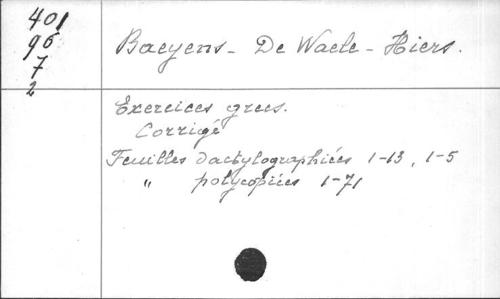 401
96
7
2
Baeyens - De Waele - Hiers.
Exercices grecs.
Corrigé
Feuilles dactylographiées 1-13, 1-5
" polycopiées 1-71